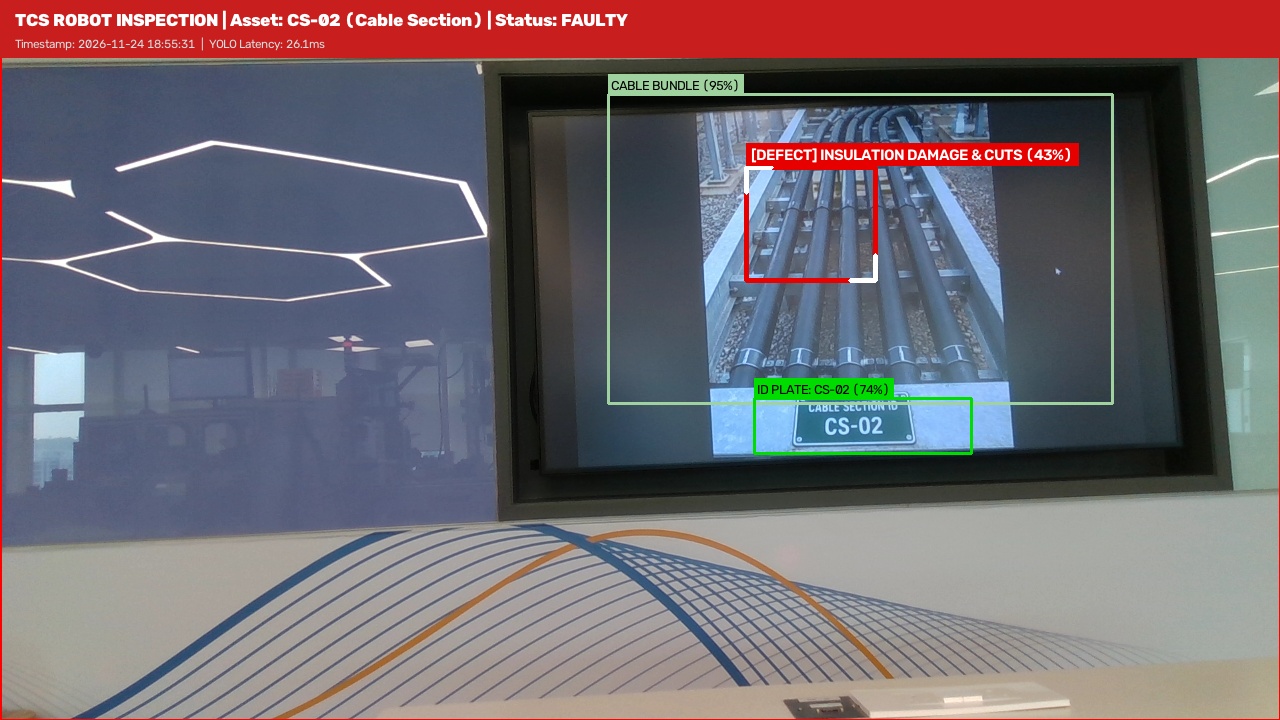 TCS ROBOT INSPECTION | Asset: CS-02 (Cable Section) | Status: FAULTY
Timestamp: 2026-11-24 18:55:31 | YOLO Latency: 26.1ms
CABLE BUNDLE (95%)
[DEFECT] INSULATION DAMAGE & CUTS (43%)
ID PLATE: CS-02 (74%)
CABLE SECTION ID
CS-02